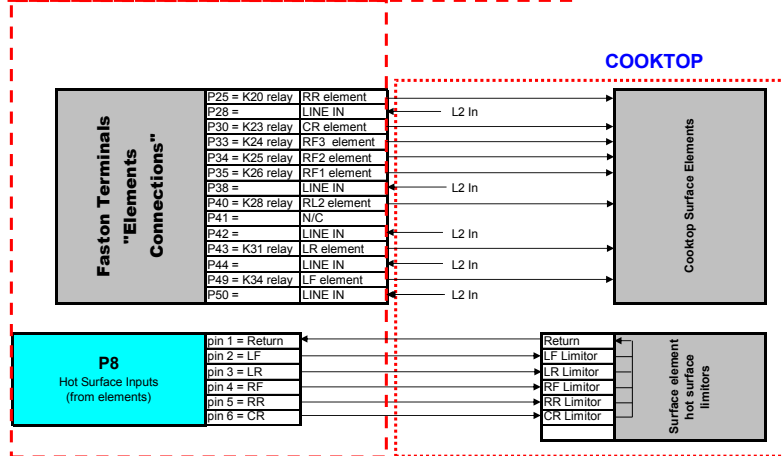 COOKTOP
Faston Terminals
"Elements
Connections"
P25 = K20 relay RR element
P28 = LINE IN L2 In
P30 = K23 relay CR element
P33 = K24 relay RF3 element
P34 = K25 relay RF2 element
P35 = K26 relay RF1 element
P38 = LINE IN L2 In
P40 = K28 relay RL2 element
P41 = N/C
P42 = LINE IN L2 In
P43 = K31 relay LR element
P44 = LINE IN L2 In
P49 = K34 relay LF element
P50 = LINE IN L2 In
Cooktop Surface Elements
P8
Hot Surface Inputs
(from elements)
pin 1 = Return Return
pin 2 = LF LF Limitor
pin 3 = LR LR Limitor
pin 4 = RF RF Limitor
pin 5 = RR RR Limitor
pin 6 = CR CR Limitor
Surface element
hot surface
limitors